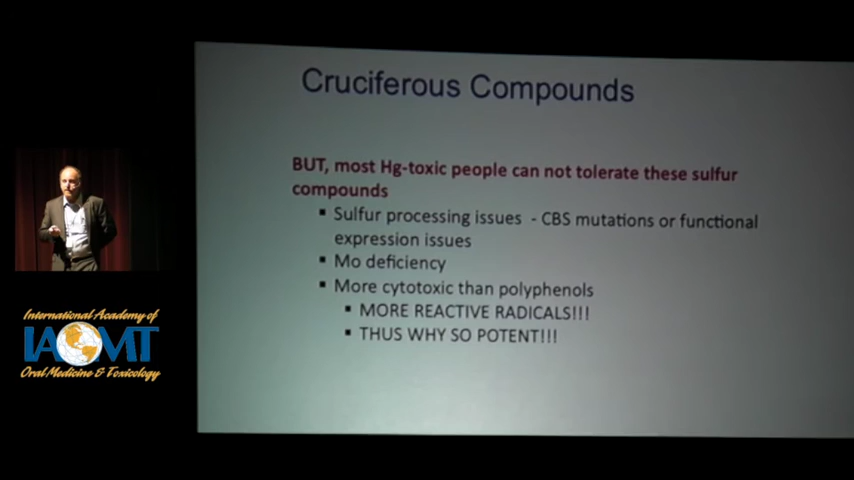 Cruciferous Compounds
BUT, most Hg-toxic people can not tolerate these sulfur
compounds
▪ Sulfur processing issues - CBS mutations or functional
expression issues
▪ Mo deficiency
▪ More cytotoxic than polyphenols
▪ MORE REACTIVE RADICALS!!!
▪ THUS WHY SO POTENT!!!
International Academy of
IAOMT
Oral Medicine & Toxicology